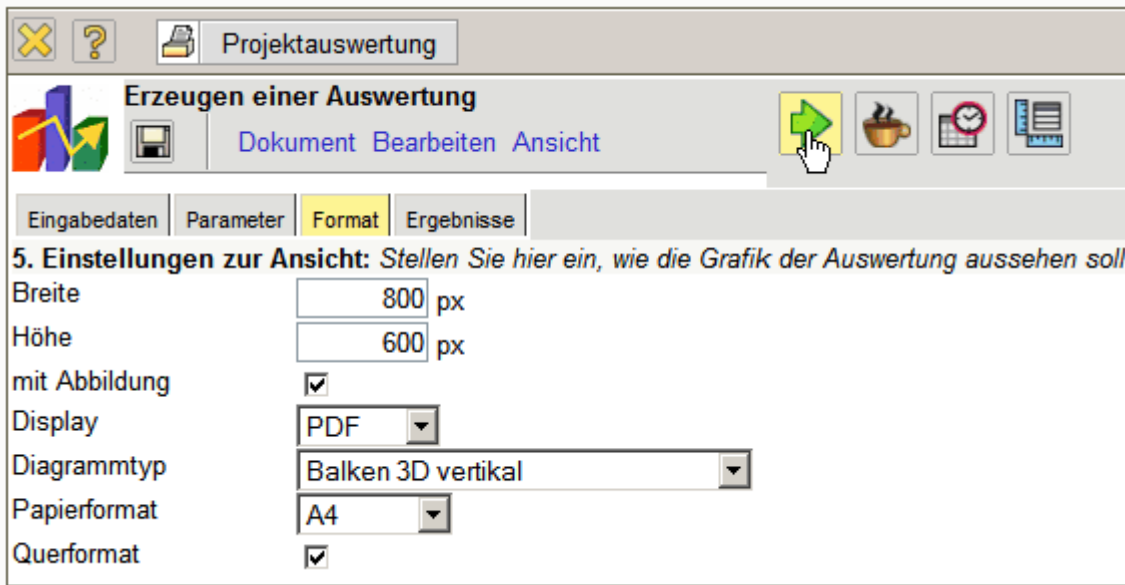 Projektauswertung
Erzeugen einer Auswertung
Dokument Bearbeiten Ansicht
Eingabedaten Parameter Format Ergebnisse
5. Einstellungen zur Ansicht: Stellen Sie hier ein, wie die Grafik der Auswertung aussehen soll
Breite 800 px
Höhe 600 px
mit Abbildung
Display PDF
Diagrammtyp Balken 3D vertikal
Papierformat A4
Querformat